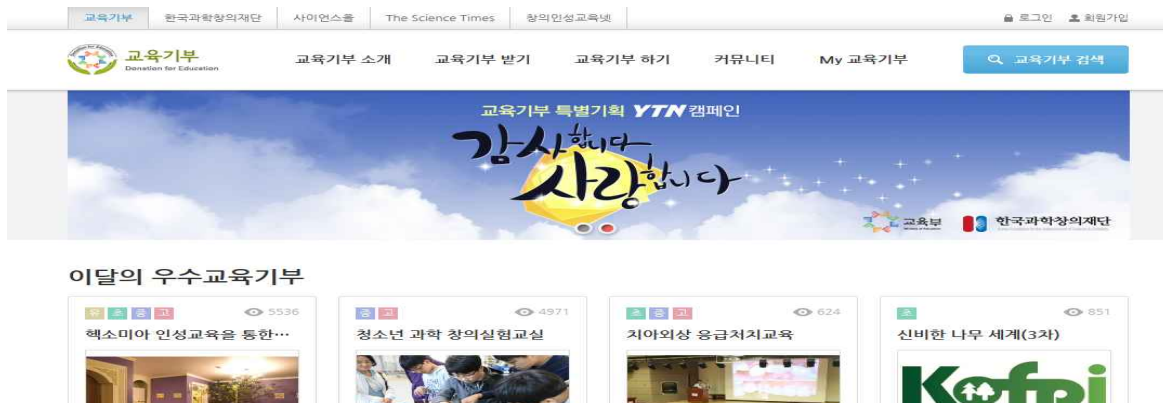 교육기부 한국과학창의재단 사이언스올 The Science Times 창의인성교육넷 로그인 회원가입
교육기부 교육기부 소개 교육기부 받기 교육기부 하기 커뮤니티 My 교육기부 교육기부 검색
Donation for Education
교육기부 특별기획 YTN 캠페인
감사합니다
사랑합니다
교육부 한국과학창의재단
이달의 우수교육기부
유 초 중 고 5536 중 고 4971 초 중 고 624 초 851
헥소미아 인성교육을 통한⋯ 청소년 과학 창의실험교실 치아외상 응급처치교육 신비한 나무 세계(3차)
Kofpi